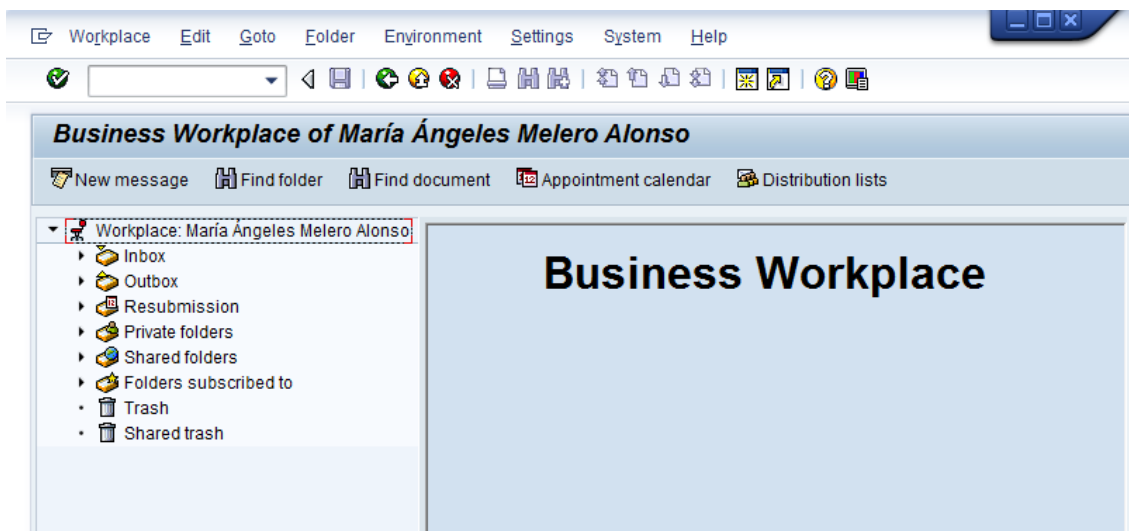 Workplace Edit Goto Folder Environment Settings System Help
Business Workplace of María Ángeles Melero Alonso
New message Find folder Find document Appointment calendar Distribution lists
Workplace: María Ángeles Melero Alonso
Inbox
Outbox
Resubmission
Private folders
Shared folders
Folders subscribed to
Trash
Shared trash
Business Workplace